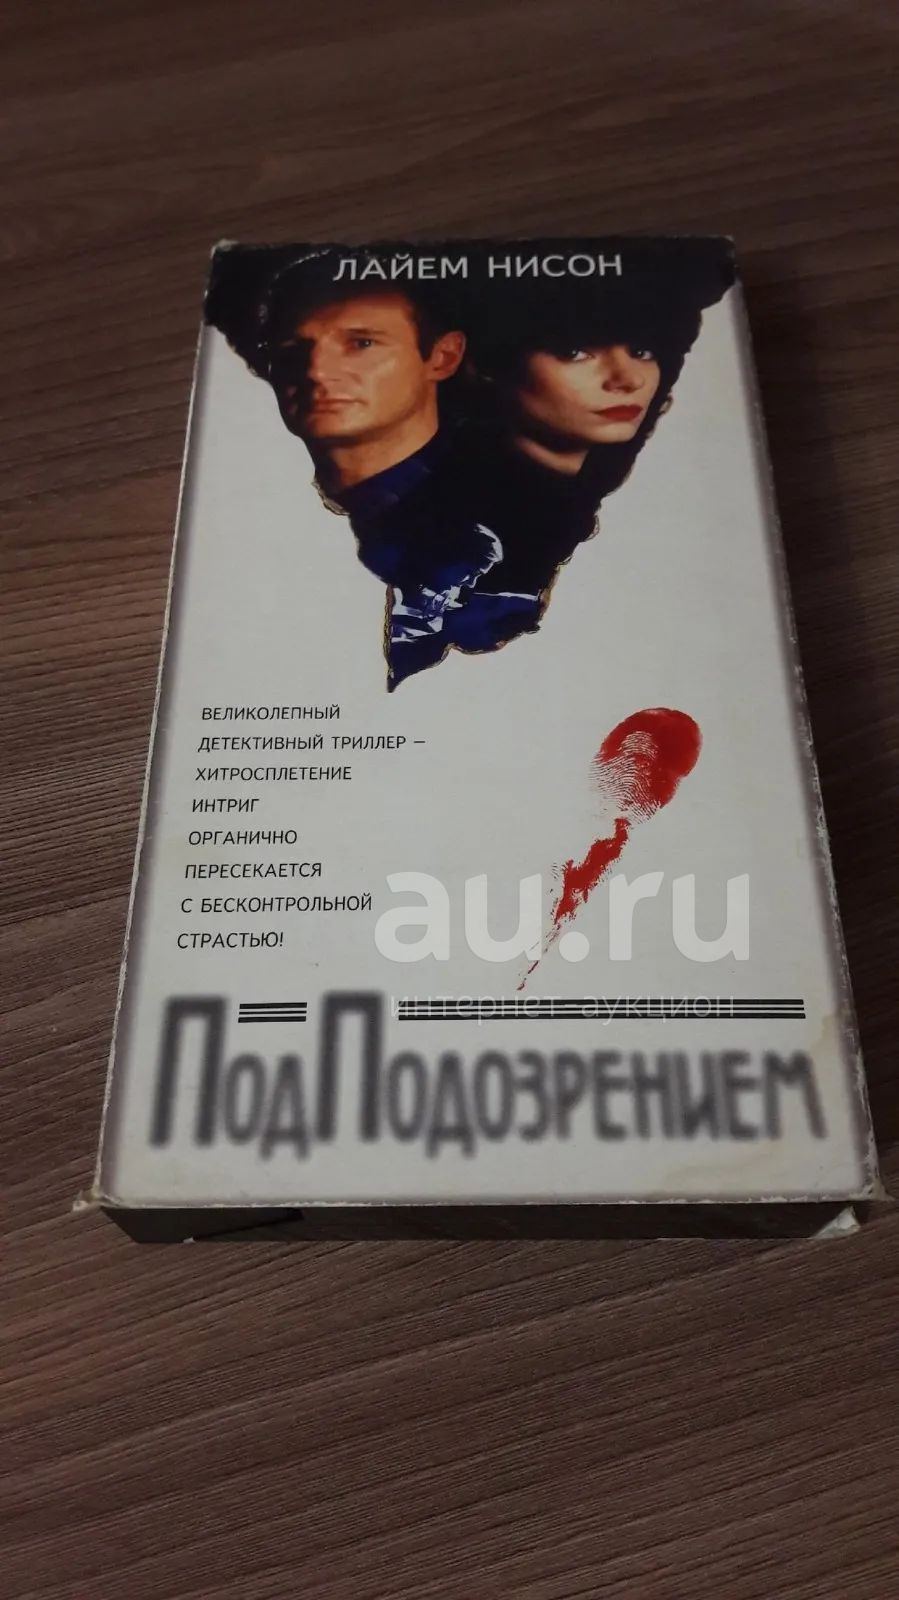 ЛАЙЕМ НИСОН
ВЕЛИКОЛЕПНЫЙ
ДЕТЕКТИВНЫЙ ТРИЛЛЕР –
ХИТРОСПЛЕТЕНИЕ
ИНТРИГ
ОРГАНИЧНО
ПЕРЕСЕКАЕТСЯ
С БЕСКОНТРОЛЬНОЙ
СТРАСТЬЮ!
au.ru
интернет аукцион
ПОДПОДОЗРЕНИЕМ